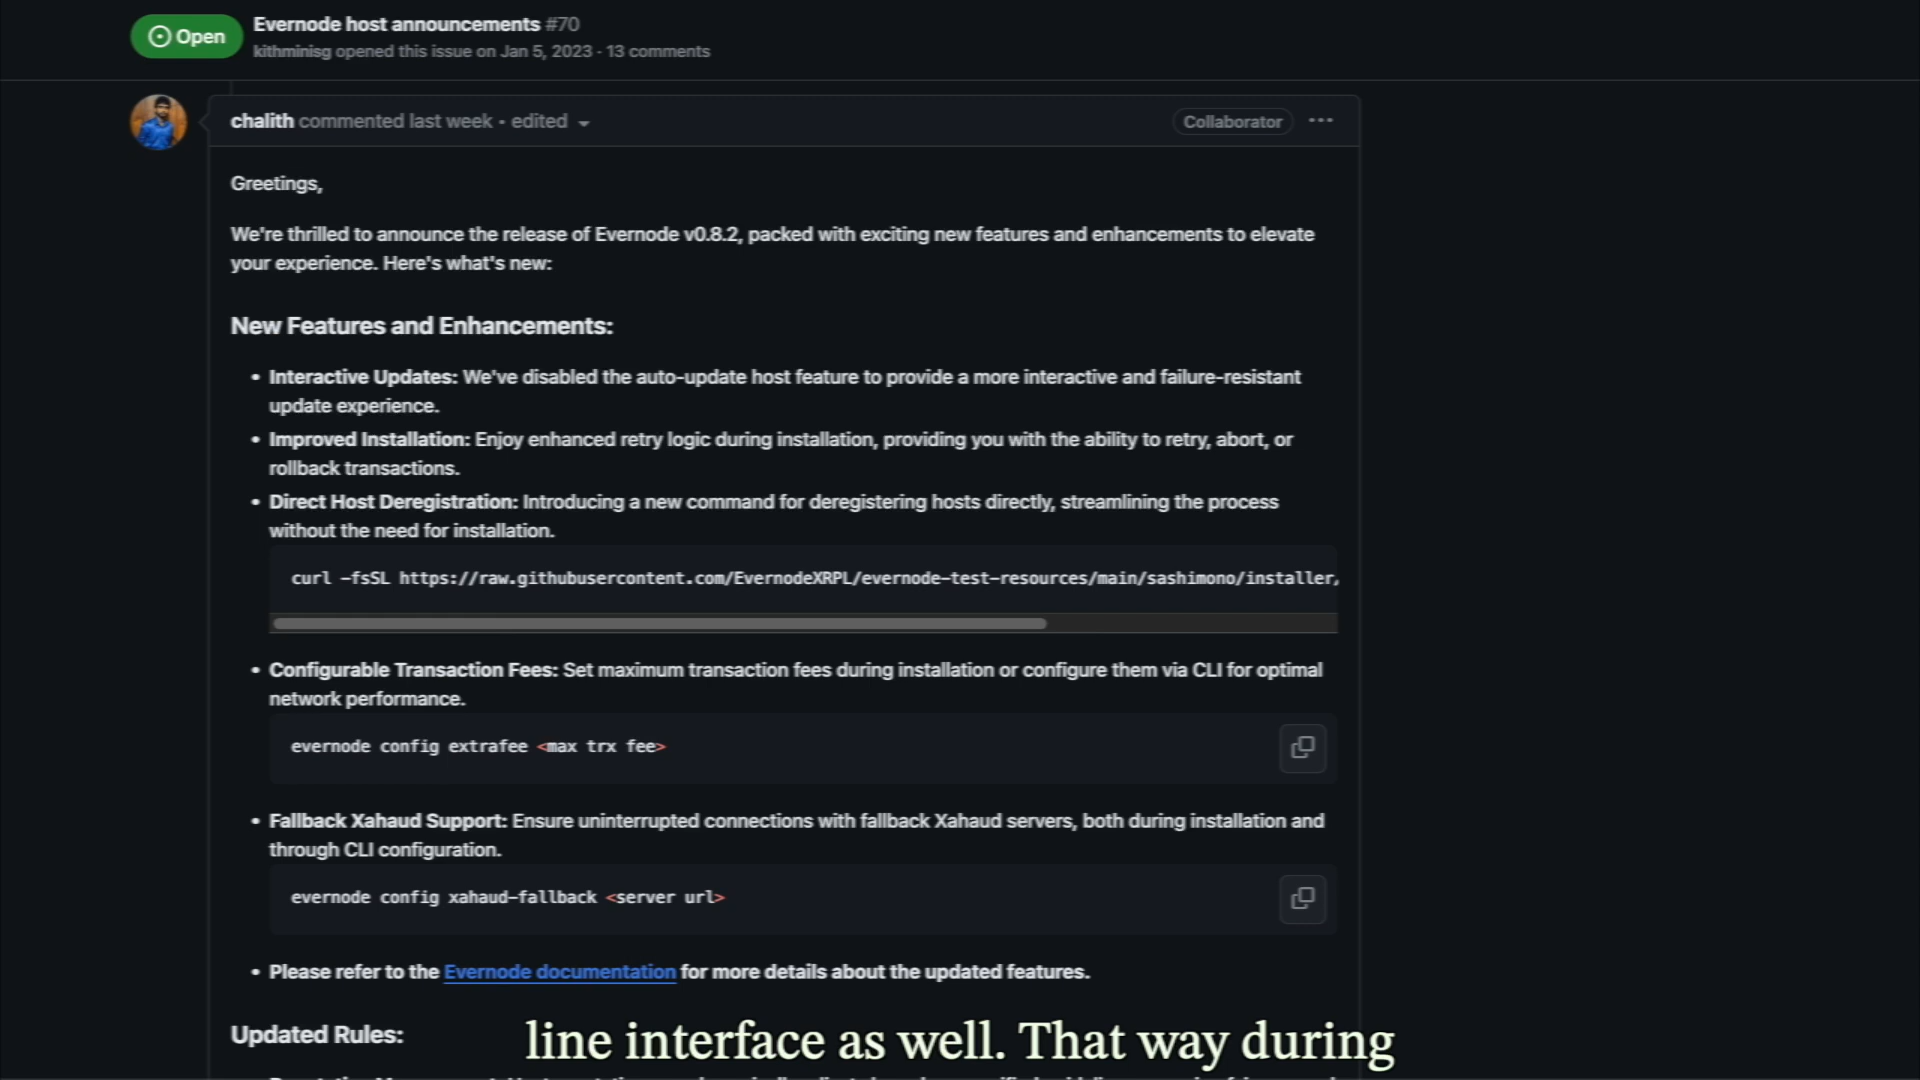 Open
Evernode host announcements #70
kithminisg opened this issue on Jan 5, 2023 · 13 comments
chalith commented last week • edited
Collaborator
Greetings,
We're thrilled to announce the release of Evernode v0.8.2, packed with exciting new features and enhancements to elevate
your experience. Here's what's new:
New Features and Enhancements:
• Interactive Updates: We've disabled the auto-update host feature to provide a more interactive and failure-resistant
update experience.
• Improved Installation: Enjoy enhanced retry logic during installation, providing you with the ability to retry, abort, or
rollback transactions.
• Direct Host Deregistration: Introducing a new command for deregistering hosts directly, streamlining the process
without the need for installation.
curl -fsSL https://raw.githubusercontent.com/EvernodeXRPL/evernode-test-resources/main/sashimono/installer,
• Configurable Transaction Fees: Set maximum transaction fees during installation or configure them via CLI for optimal
network performance.
evernode config extrafee <max trx fee>
• Fallback Xahaud Support: Ensure uninterrupted connections with fallback Xahaud servers, both during installation and
through CLI configuration.
evernode config xahaud-fallback <server url>
• Please refer to the Evernode documentation for more details about the updated features.
Updated Rules:
line interface as well. That way during